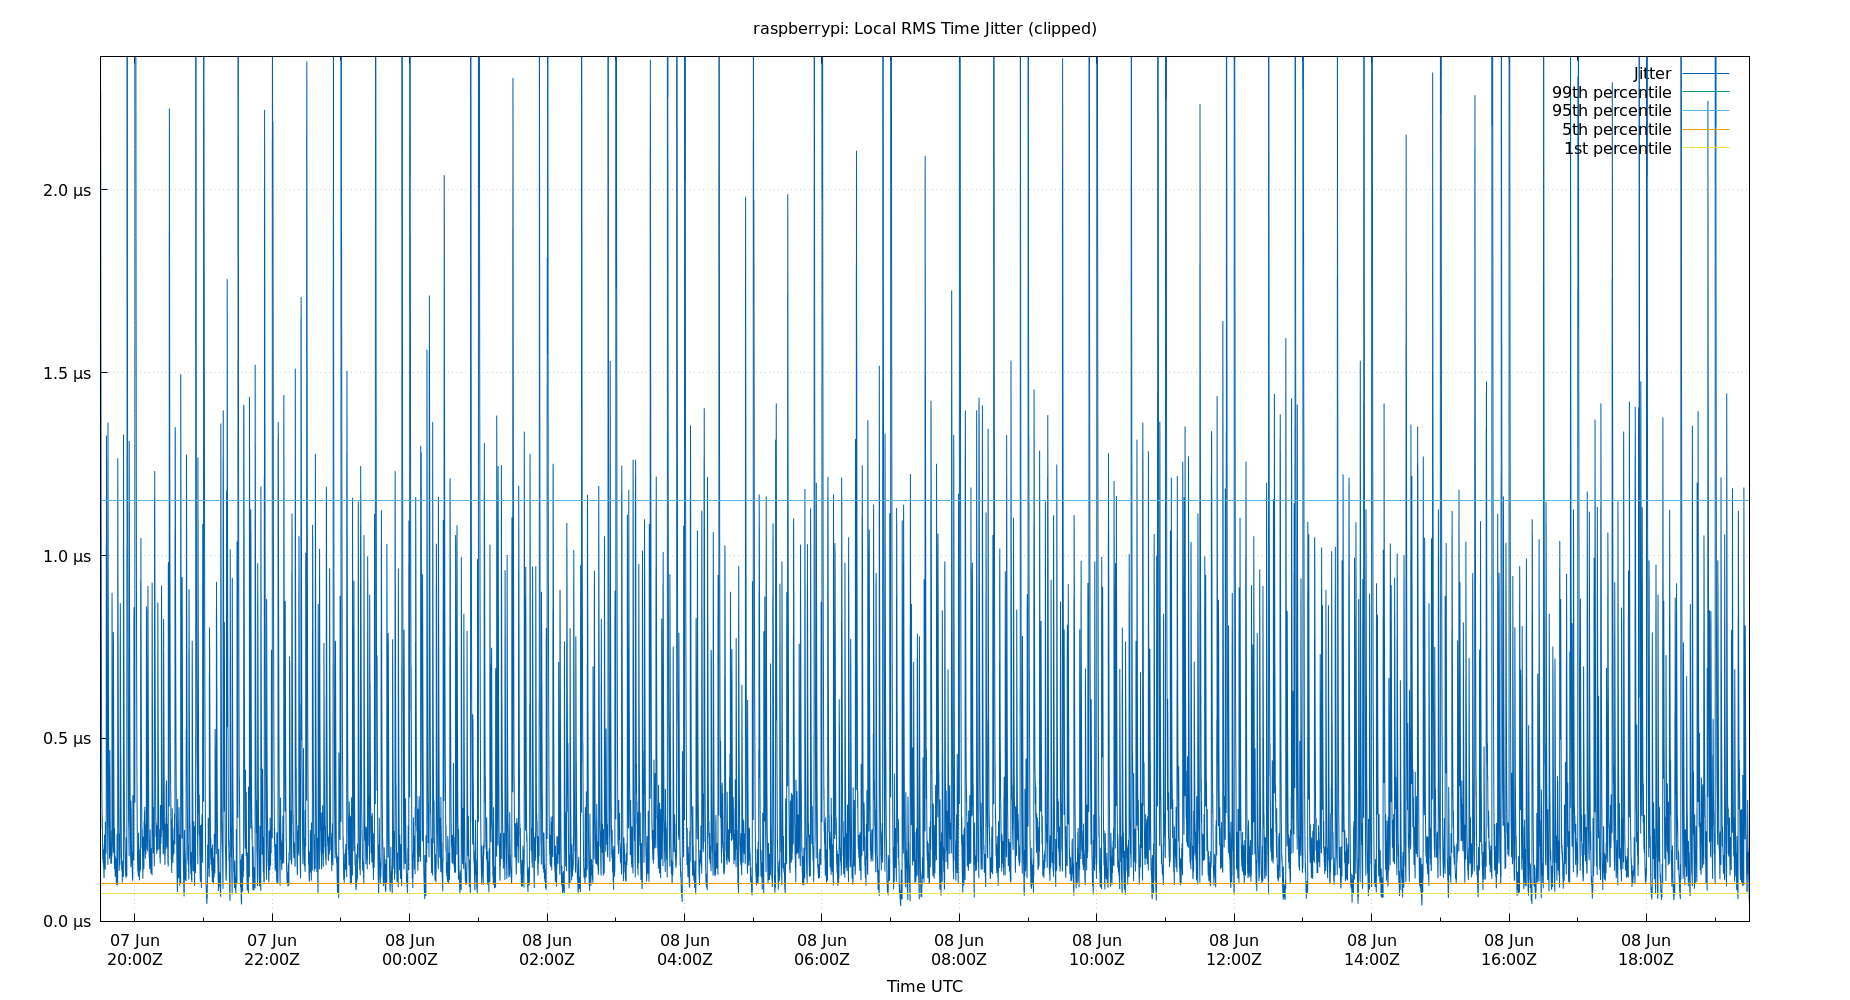 raspberrypi: Local RMS Time Jitter (clipped)
Jitter
99th percentile
95th percentile
5th percentile
1st percentile
2.0 µs
1.5 µs
1.0 µs
0.5 µs
0.0 µs
07 Jun 07 Jun 08 Jun 08 Jun 08 Jun 08 Jun 08 Jun 08 Jun 08 Jun 08 Jun 08 Jun 08 Jun
20:00Z 22:00Z 00:00Z 02:00Z 04:00Z 06:00Z 08:00Z 10:00Z 12:00Z 14:00Z 16:00Z 18:00Z
Time UTC